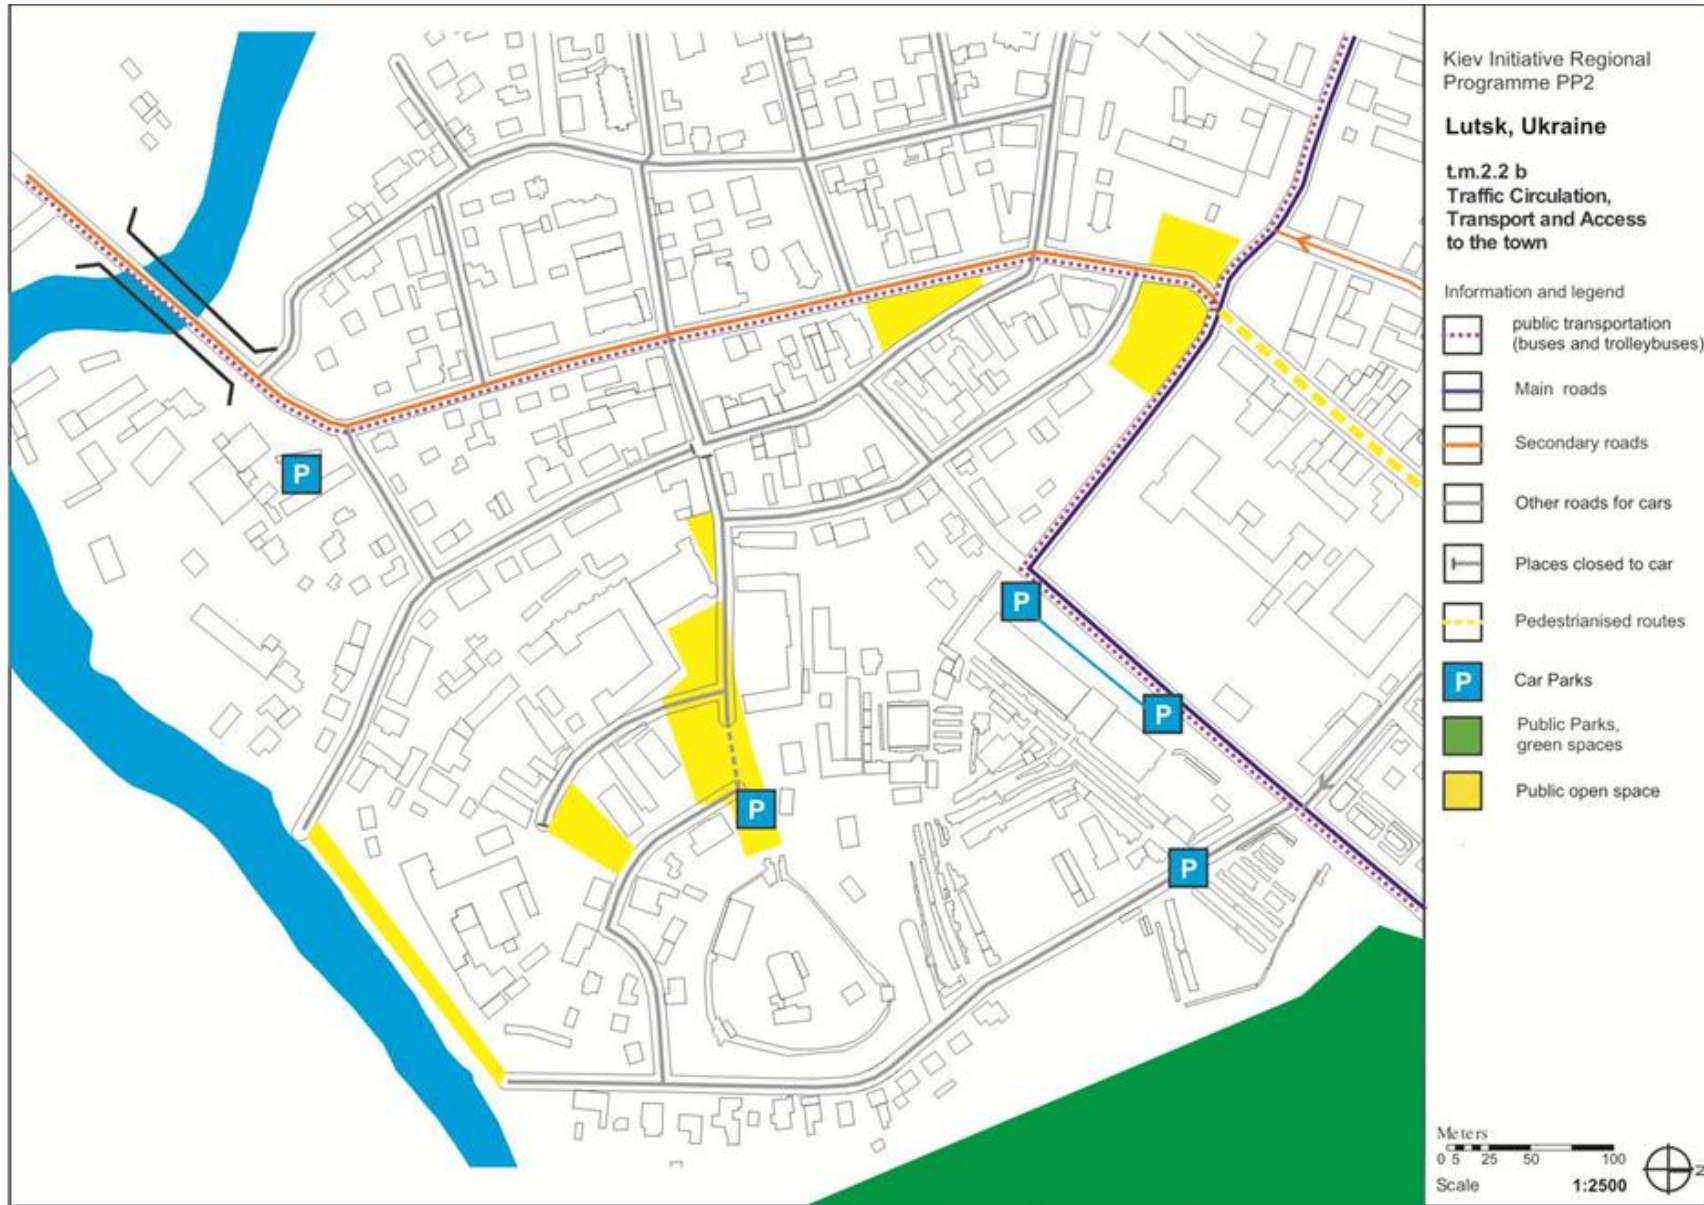 Kiev Initiative Regional
Programme PP2
Lutsk, Ukraine
t.m.2.2 b
Traffic Circulation,
Transport and Access
to the town
Information and legend
public transportation
(buses and trolleybuses)
Main roads
Secondary roads
Other roads for cars
Places closed to car
Pedestrianised routes
P
Car Parks
Public Parks,
green spaces
Public open space
P
P
P
P
P
Meters
0 5 25 50 100
Scale 1:2500
N